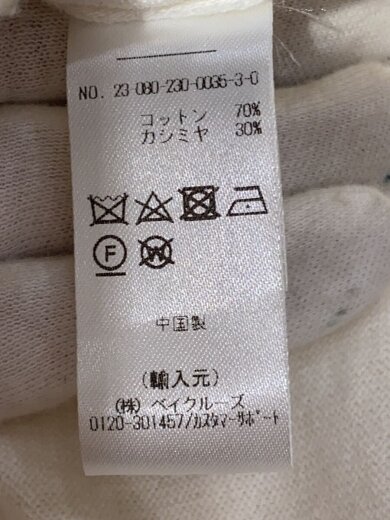 NO. 23-080-230-0035-3-0
コットン 70%
カシミヤ 30%
F W
中国製
(輸入元)
(株) ベイクルーズ
0120-301457/カスタマーサポート